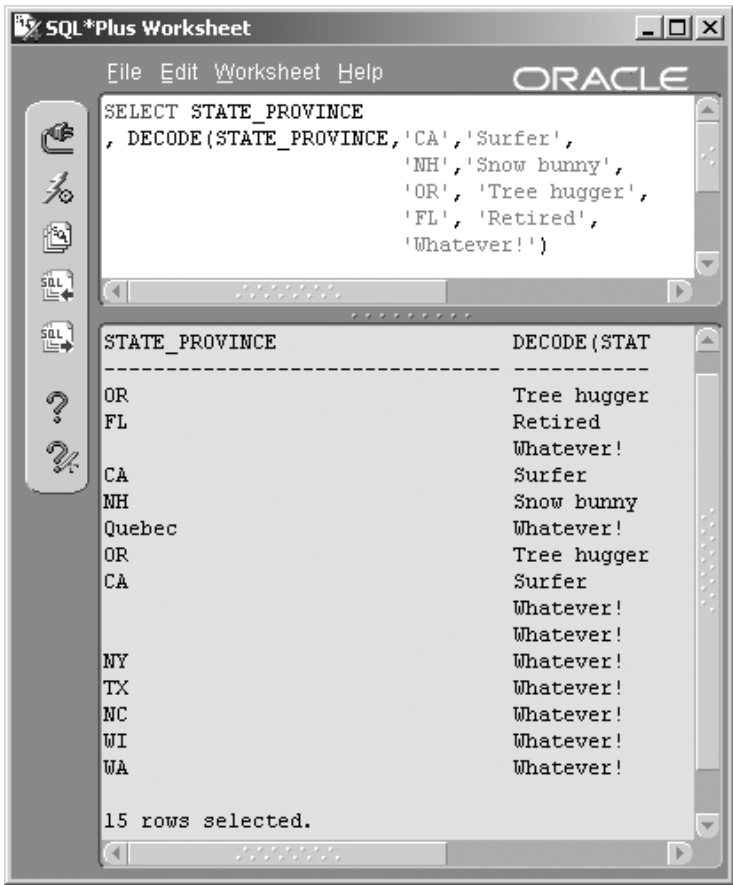 SQL*Plus Worksheet
File Edit Worksheet Help
ORACLE
SELECT STATE_PROVINCE
, DECODE(STATE_PROVINCE,'CA','Surfer',
'NH','Snow bunny',
'OR', 'Tree hugger',
'FL', 'Retired',
'Whatever!')
STATE_PROVINCE DECODE(STAT
--------------------------------- -----------
OR Tree hugger
FL Retired
Whatever!
CA Surfer
NH Snow bunny
Quebec Whatever!
OR Tree hugger
CA Surfer
Whatever!
Whatever!
NY Whatever!
TX Whatever!
NC Whatever!
WI Whatever!
WA Whatever!
15 rows selected.
SQL
SQL